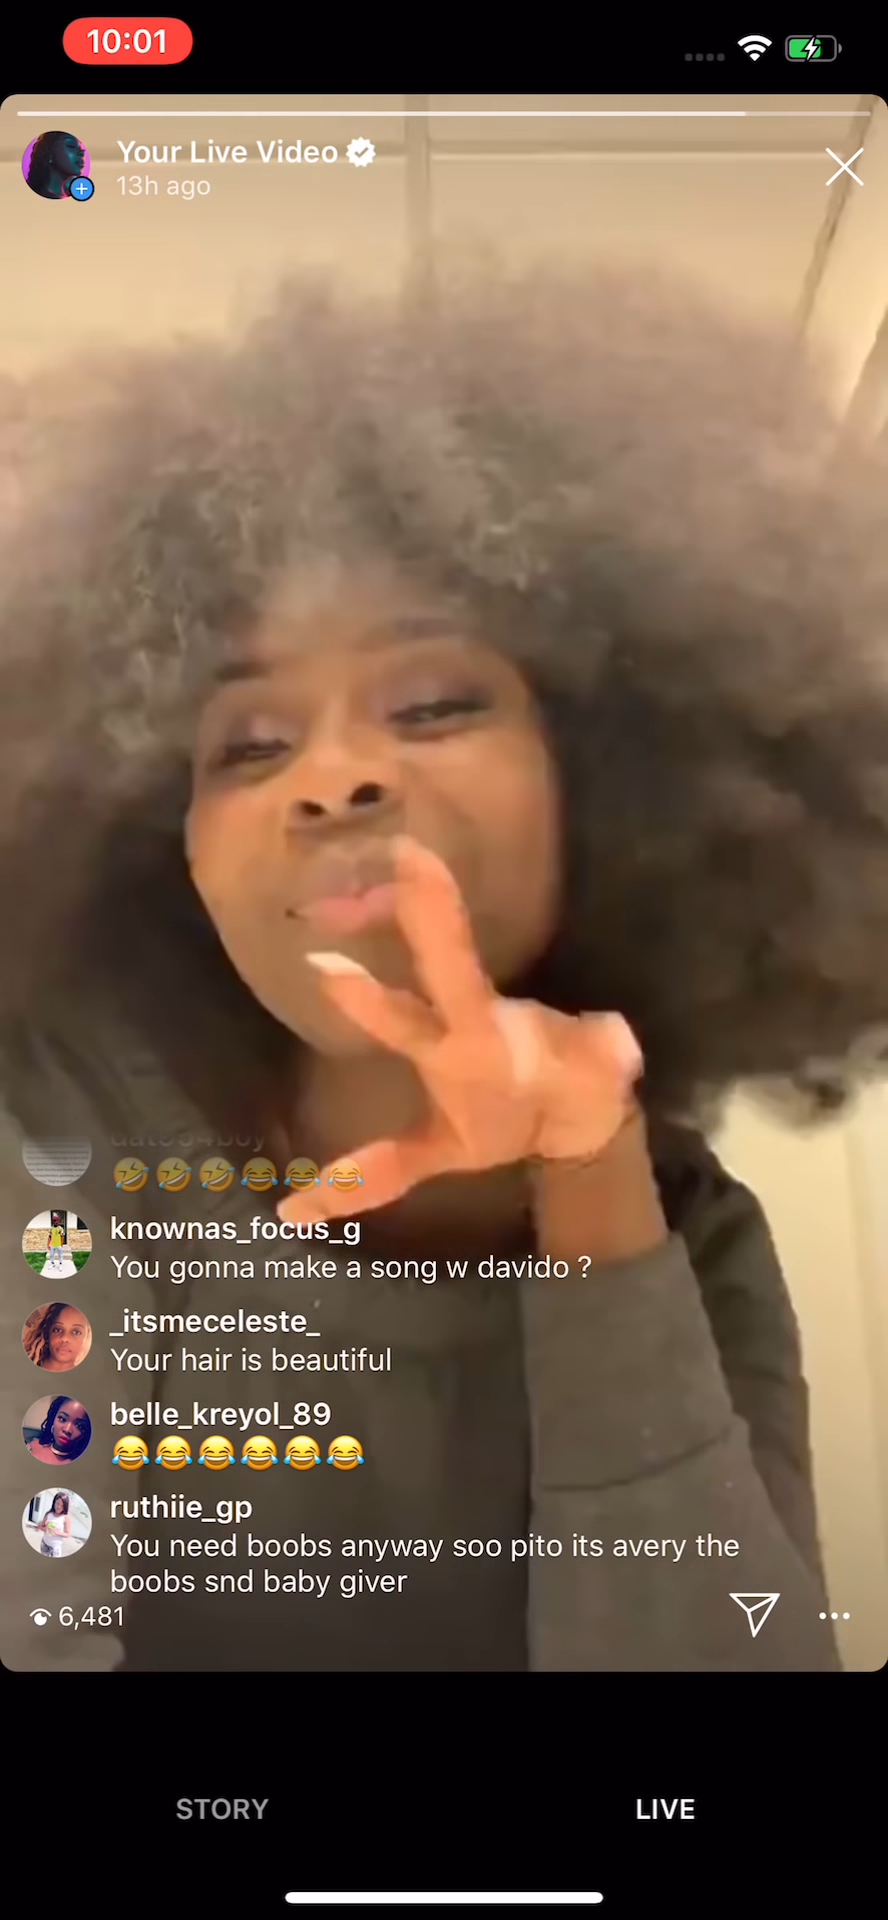 10:01
Your Live Video
13h ago
🤣🤣🤣😂😂😂
knownas_focus_g
You gonna make a song w davido ?
_itsmeceleste_
Your hair is beautiful
belle_kreyol_89
😂😂😂😂😂😂
ruthiie_gp
You need boobs anyway soo pito its avery the
boobs snd baby giver
6,481
STORY
LIVE